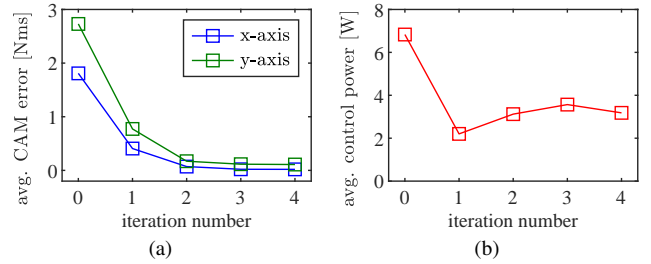 avg. CAM error [Nms]
3
2
1
0
x-axis
y-axis
0 1 2 3 4
iteration number
(a)
avg. control power [W]
8
6
4
2
0
0 1 2 3 4
iteration number
(b)